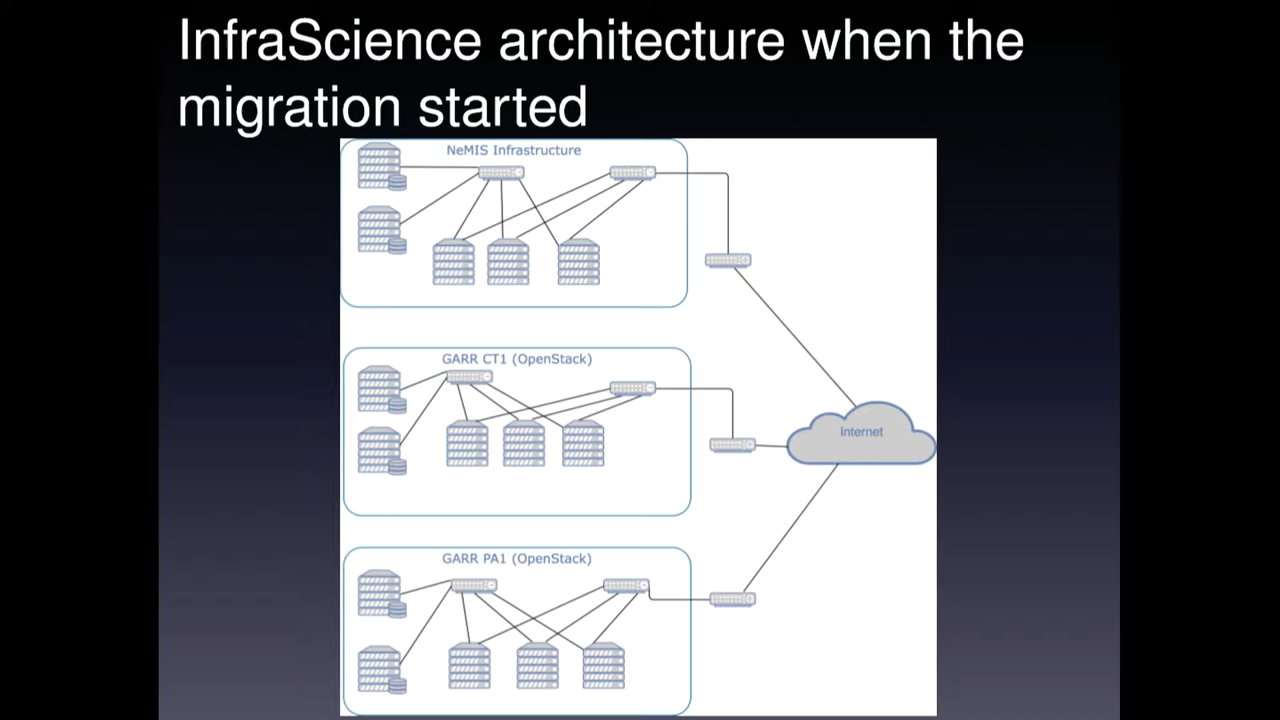 InfraScience architecture when the
migration started
NeMIS Infrastructure
GARR CT1 (OpenStack)
Internet
GARR PA1 (OpenStack)